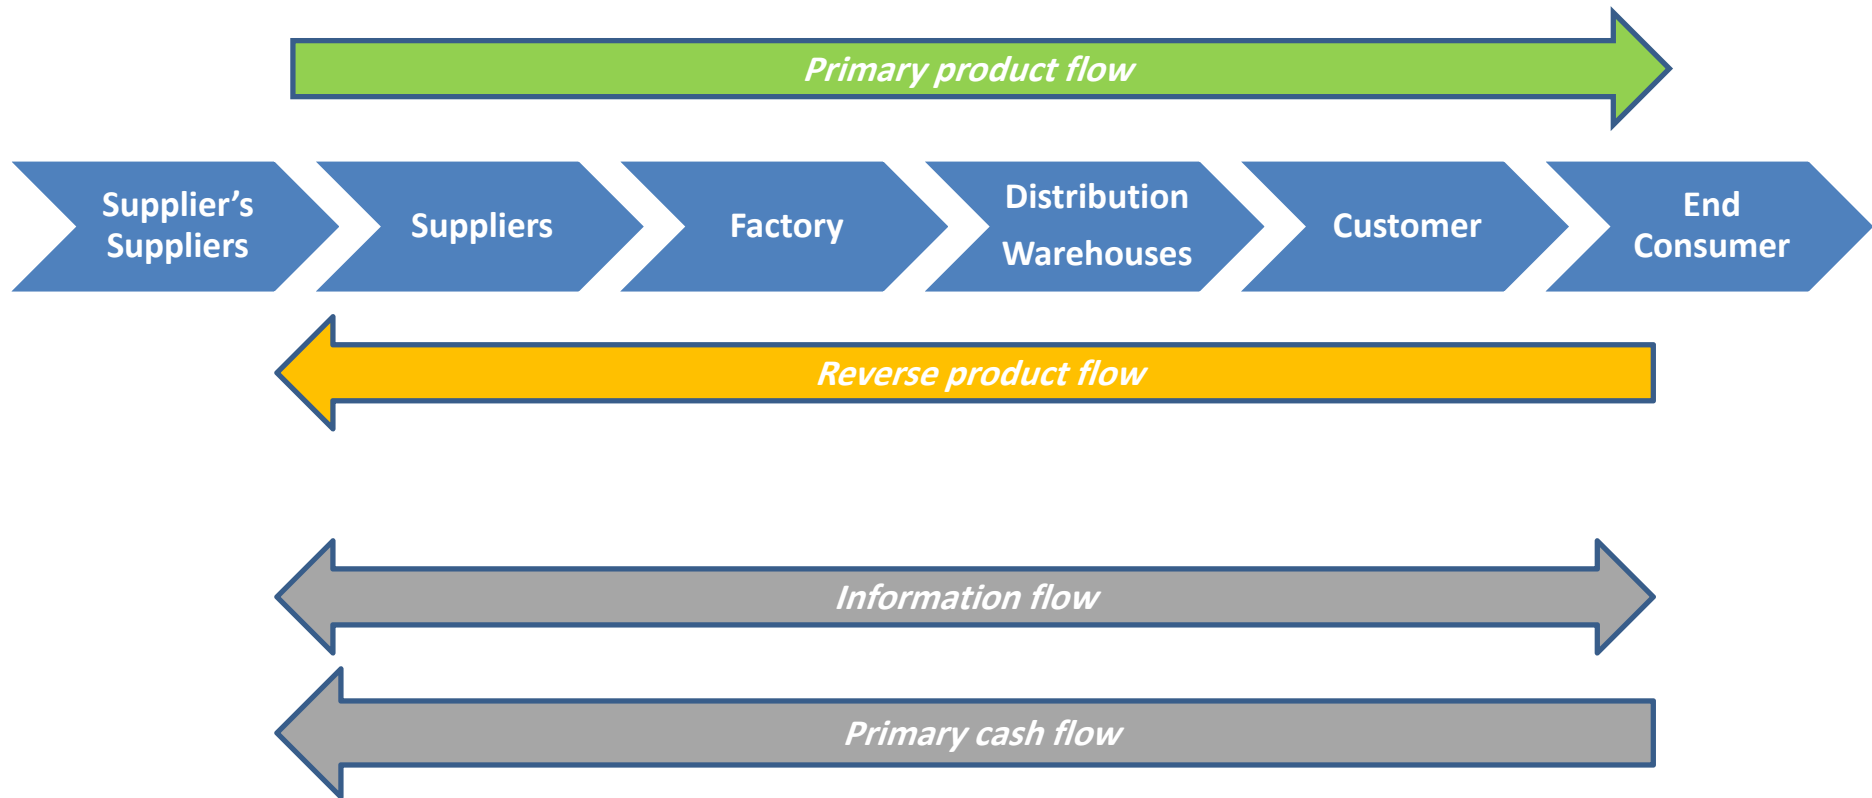 Primary product flow
Supplier’s
Suppliers
Suppliers
Factory
Distribution
Warehouses
Customer
End
Consumer
Reverse product flow
Information flow
Primary cash flow